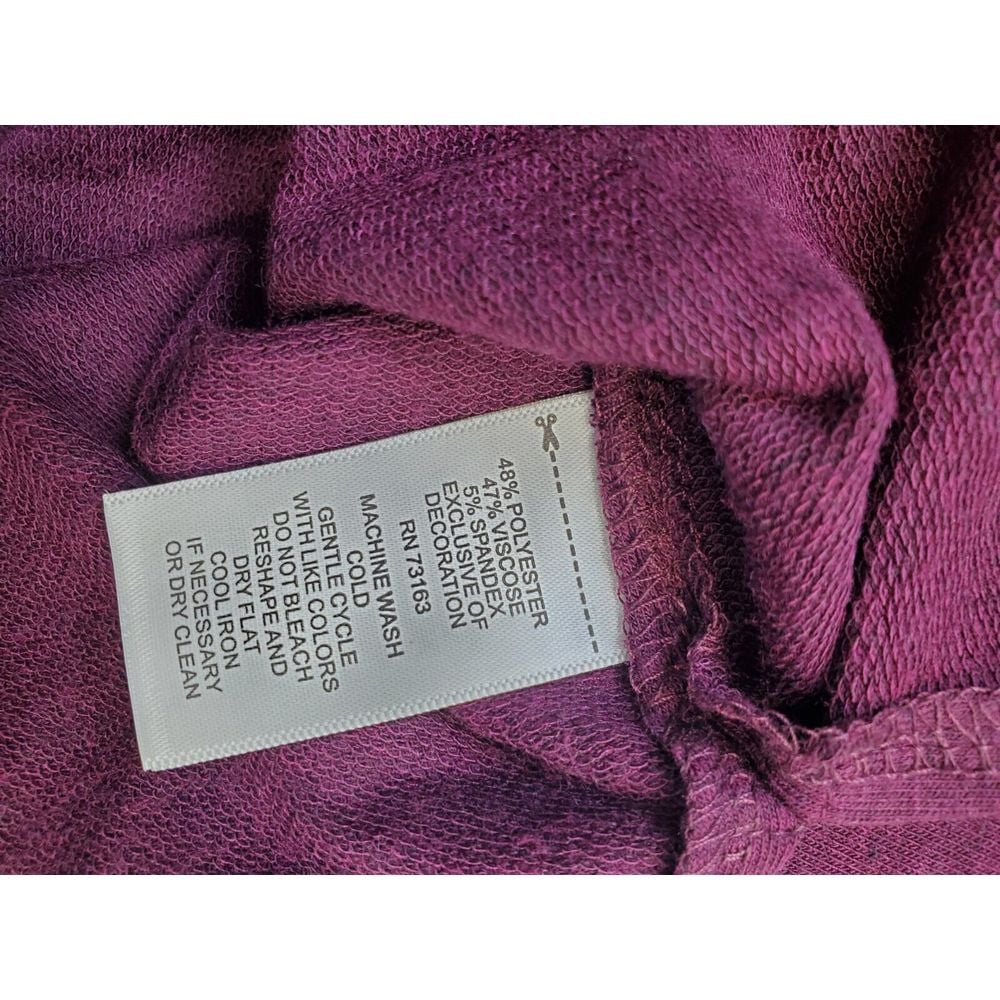 48% POLYESTER
47% VISCOSE
5% SPANDEX
EXCLUSIVE OF
DECORATION
RN 73163
MACHINE WASH
COLD
GENTLE CYCLE
WITH LIKE COLORS
DO NOT BLEACH
RESHAPE AND
DRY FLAT
COOL IRON
IF NECESSARY
OR DRY CLEAN